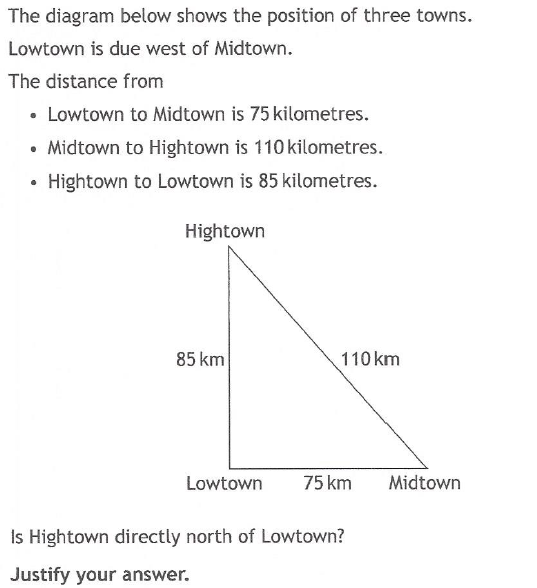 The diagram below shows the position of three towns.
Lowtown is due west of Midtown.
The distance from
• Lowtown to Midtown is 75 kilometres.
• Midtown to Hightown is 110 kilometres.
• Hightown to Lowtown is 85 kilometres.
Hightown
85 km
110 km
Lowtown
75 km
Midtown
Is Hightown directly north of Lowtown?
Justify your answer.